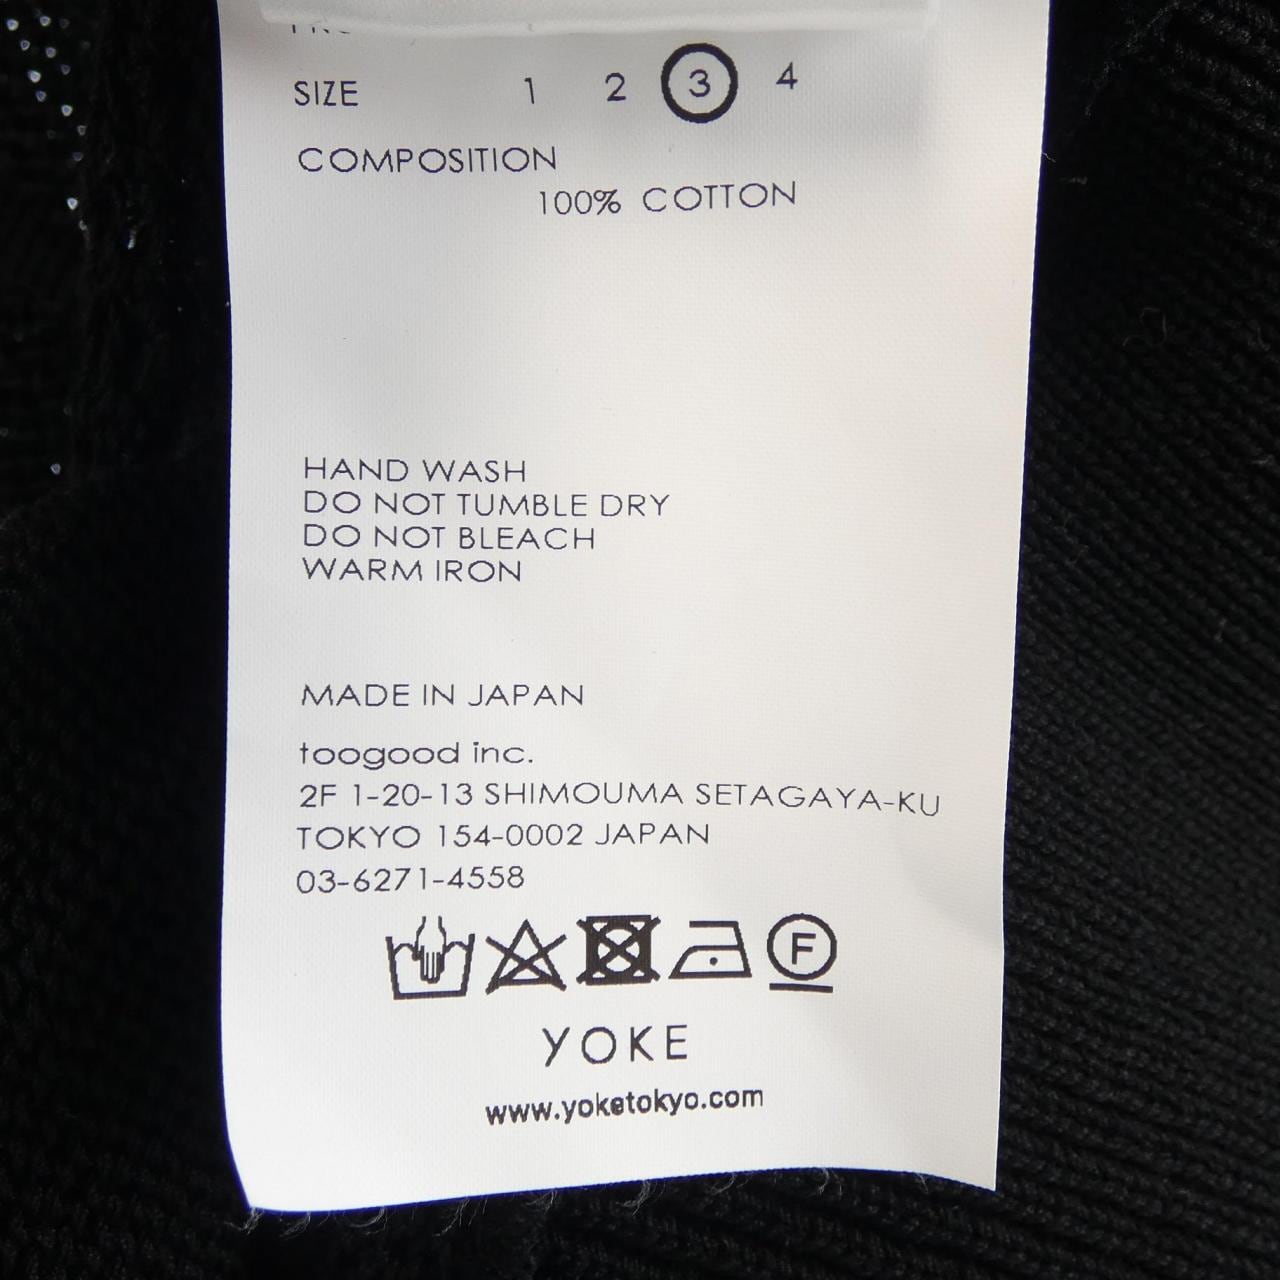 SIZE 1 2 3 4
COMPOSITION
100% COTTON
HAND WASH
DO NOT TUMBLE DRY
DO NOT BLEACH
WARM IRON
MADE IN JAPAN
toogood inc.
2F 1-20-13 SHIMOUMA SETAGAYA-KU
TOKYO 154-0002 JAPAN
03-6271-4558
F
YOKE
www.yoketokyo.com